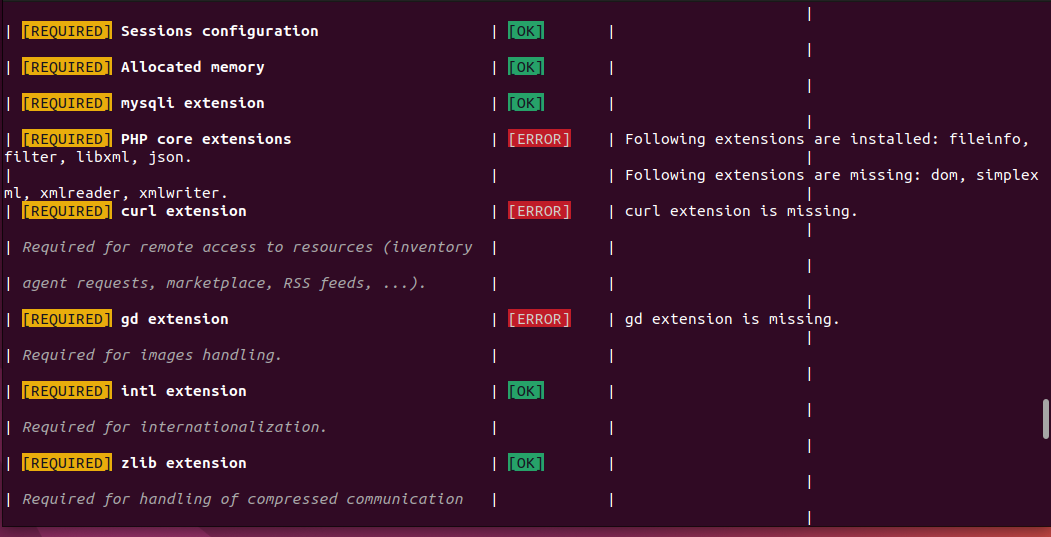 |
| [REQUIRED] Sessions configuration | [OK] |
|
| [REQUIRED] Allocated memory | [OK] |
|
| [REQUIRED] mysqli extension | [OK] |
|
| [REQUIRED] PHP core extensions | [ERROR] | Following extensions are installed: fileinfo,
filter, libxml, json. |
| | | Following extensions are missing: dom, simplex
ml, xmlreader, xmlwriter. |
| [REQUIRED] curl extension | [ERROR] | curl extension is missing.
|
| Required for remote access to resources (inventory | |
|
| agent requests, marketplace, RSS feeds, ...). | |
|
| [REQUIRED] gd extension | [ERROR] | gd extension is missing.
|
| Required for images handling. | |
|
| [REQUIRED] intl extension | [OK] |
|
| Required for internationalization. | |
|
| [REQUIRED] zlib extension | [OK] |
|
| Required for handling of compressed communication | |
|